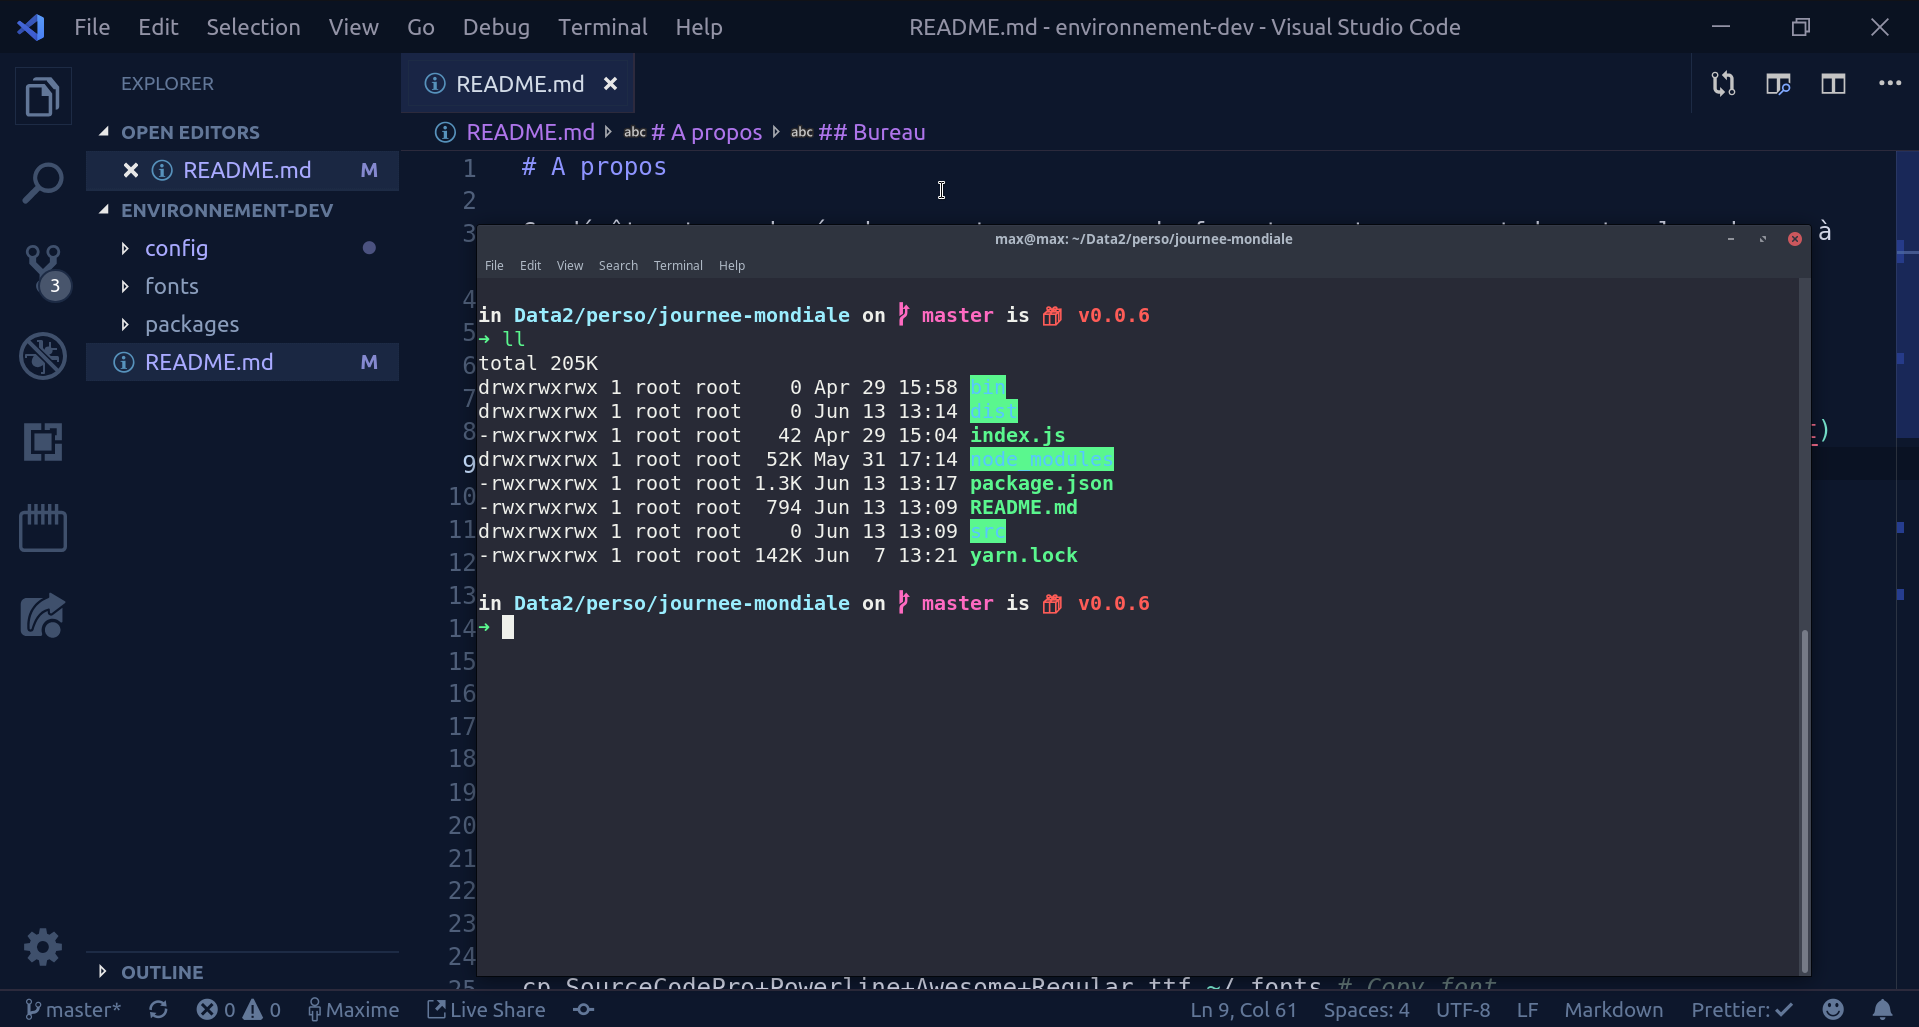 File Edit Selection View Go Debug Terminal Help
README.md - environnement-dev - Visual Studio Code
EXPLORER
OPEN EDITORS
README.md M
ENVIRONNEMENT-DEV
config
fonts
packages
README.md M
3
OUTLINE
README.md
README.md abc # A propos abc ## Bureau
1 # A propos
2
3 à
4
5
6
7
8 )
9
10
11
12
13
14
15
16
17
18
19
20
21
22
23
24
25 cp SourceCodePro+Powerline+Awesome+Regular.ttf ~/.fonts # Copy font
max@max: ~/Data2/perso/journee-mondiale
File Edit View Search Terminal Help
in Data2/perso/journee-mondiale on master is v0.0.6
➜ ll
total 205K
drwxrwxrwx 1 root root 0 Apr 29 15:58 bin
drwxrwxrwx 1 root root 0 Jun 13 13:14 dist
-rwxrwxrwx 1 root root 42 Apr 29 15:04 index.js
drwxrwxrwx 1 root root 52K May 31 17:14 node_modules
-rwxrwxrwx 1 root root 1.3K Jun 13 13:17 package.json
-rwxrwxrwx 1 root root 794 Jun 13 13:09 README.md
drwxrwxrwx 1 root root 0 Jun 13 13:09 src
-rwxrwxrwx 1 root root 142K Jun 7 13:21 yarn.lock
in Data2/perso/journee-mondiale on master is v0.0.6
➜
master* 0 0 Maxime Live Share
Ln 9, Col 61 Spaces: 4 UTF-8 LF Markdown Prettier: ✓